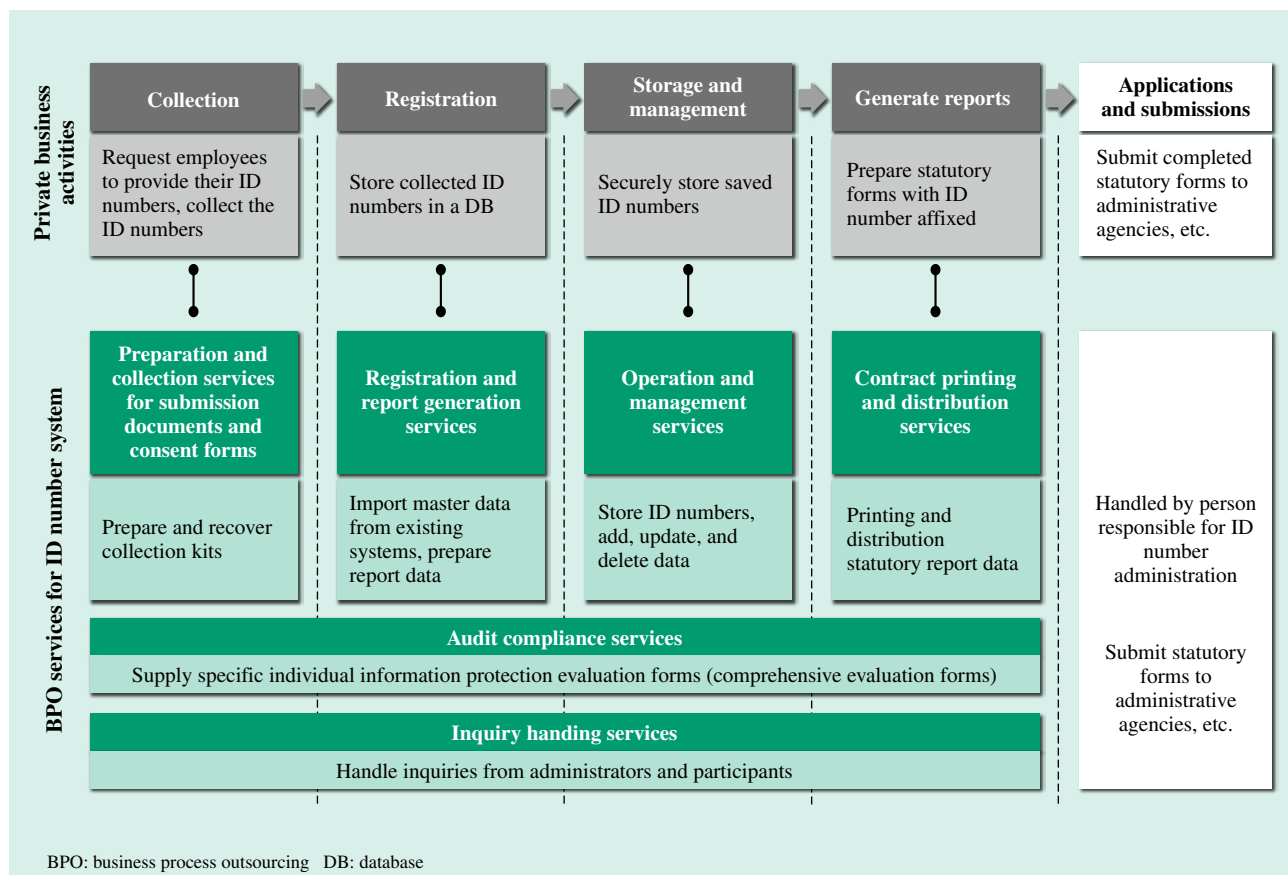 Private business
activities
Collection
Registration
Storage and
management
Generate reports
Applications
and submissions
Request employees
to provide their ID
numbers, collect the
ID numbers
Store collected ID
numbers in a DB
Securely store saved
ID numbers
Prepare statutory
forms with ID
number affixed
Submit completed
statutory forms to
administrative
agencies, etc.
BPO services for ID number system
Preparation and
collection services
for submission
documents and
consent forms
Registration and
report generation
services
Operation and
management
services
Contract printing
and distribution
services
Prepare and recover
collection kits
Import master data
from existing
systems, prepare
report data
Store ID numbers,
add, update, and
delete data
Printing and
distribution
statutory report data
Handled by person
responsible for ID
number
administration
Submit statutory
forms to
administrative
agencies, etc.
Audit compliance services
Supply specific individual information protection evaluation forms (comprehensive evaluation forms)
Inquiry handing services
Handle inquiries from administrators and participants
BPO: business process outsourcing DB: database